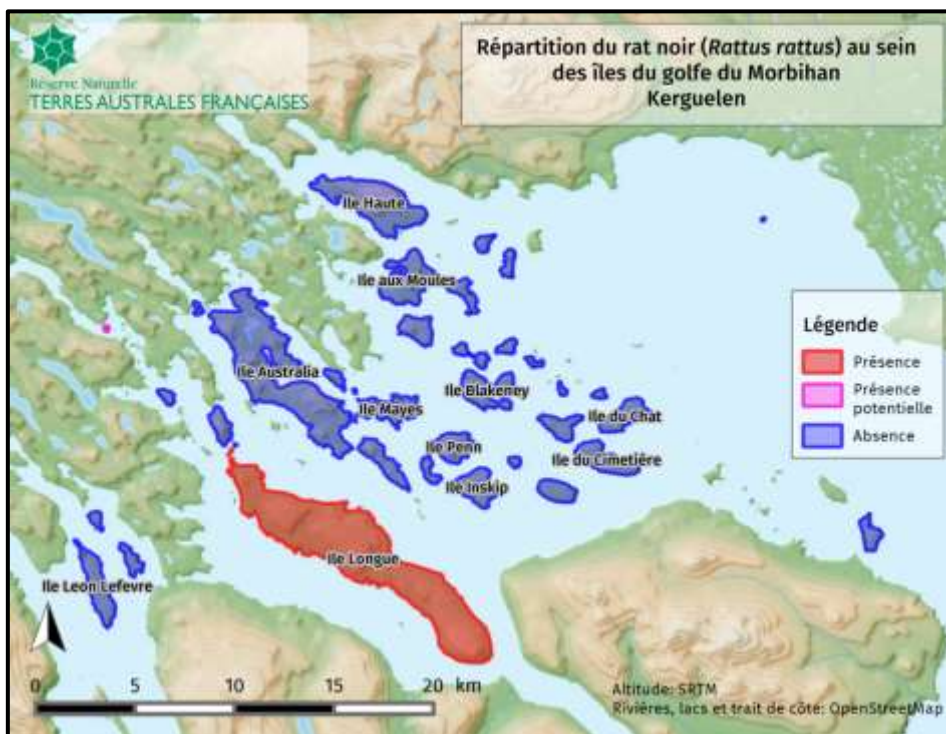 Réserve Naturelle
TERRES AUSTRALES FRANÇAISES
Répartition du rat noir (Rattus rattus) au sein
des îles du golfe du Morbihan
Kerguelen
Ile Haute
Ile aux Moules
Ile Australia
Ile Blakeney
Ile Mayes
Ile du Chat
Ile Penn
Ile du Cimetière
Ile Inskip
Ile Longue
Ile Leon Lefevre
Légende
Présence
Présence
potentielle
Absence
0 5 10 15 20 km
Altitude: SRTM
Rivières, lacs et trait de côté: OpenStreetMap